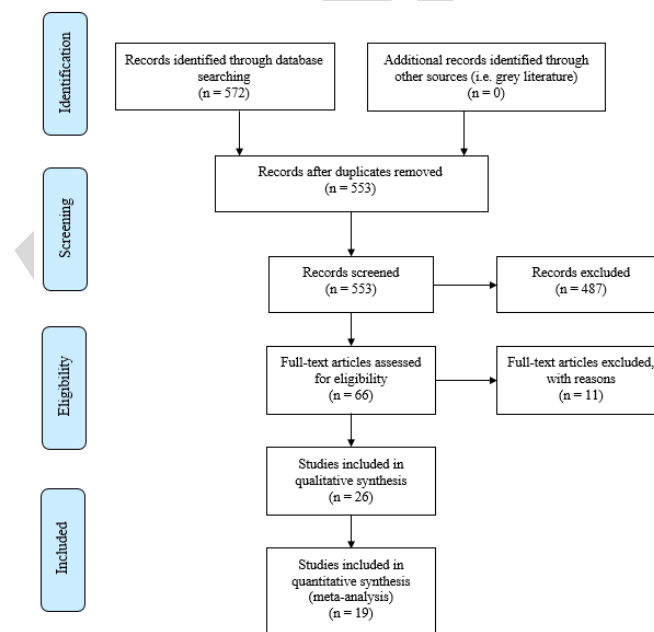 Identification
Records identified through database
searching
(n = 572)
Additional records identified through
other sources (i.e. grey literature)
(n = 0)
Records after duplicates removed
(n = 553)
Screening
Records screened
(n = 553)
Records excluded
(n = 487)
Eligibility
Full-text articles assessed
for eligibility
(n = 66)
Full-text articles excluded,
with reasons
(n = 11)
Studies included in
qualitative synthesis
(n = 26)
Included
Studies included in
quantitative synthesis
(meta-analysis)
(n = 19)